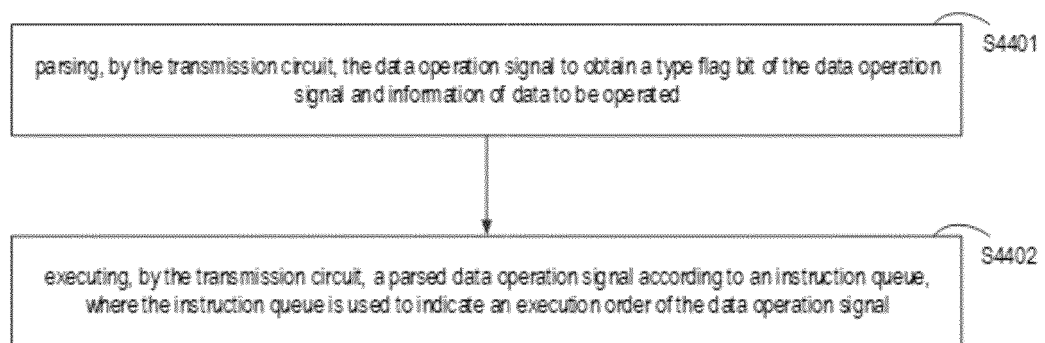 S4401
parsing, by the transmission circuit, the data operation signal to obtain a type flag bit of the data operation
signal and information of data to be operated
S4402
executing, by the transmission circuit, a parsed data operation signal according to an instruction queue,
where the instruction queue is used to indicate an execution order of the data operation signal